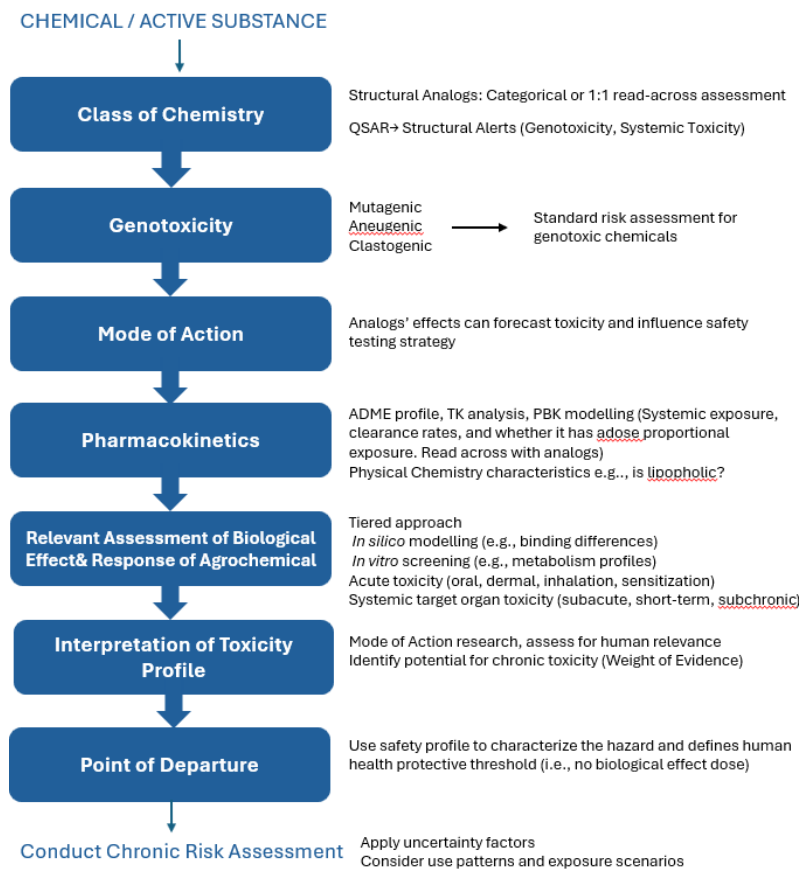 CHEMICAL / ACTIVE SUBSTANCE
Class of Chemistry
Structural Analogs: Categorical or 1:1 read-across assessment
QSAR→ Structural Alerts (Genotoxicity, Systemic Toxicity)
Genotoxicity
Mutagenic
Aneugenic
Clastogenic
Standard risk assessment for
genotoxic chemicals
Mode of Action
Analogs’ effects can forecast toxicity and influence safety
testing strategy
Pharmacokinetics
ADME profile, TK analysis, PBK modelling (Systemic exposure,
clearance rates, and whether it has adose proportional
exposure. Read across with analogs)
Physical Chemistry characteristics e.g.., is lipopholic?
Relevant Assessment of Biological
Effect& Response of Agrochemical
Tiered approach
In silico modelling (e.g., binding differences)
In vitro screening (e.g., metabolism profiles)
Acute toxicity (oral, dermal, inhalation, sensitization)
Systemic target organ toxicity (subacute, short-term, subchronic)
Interpretation of Toxicity
Profile
Mode of Action research, assess for human relevance
Identify potential for chronic toxicity (Weight of Evidence)
Point of Departure
Use safety profile to characterize the hazard and defines human
health protective threshold (i.e., no biological effect dose)
Conduct Chronic Risk Assessment
Apply uncertainty factors
Consider use patterns and exposure scenarios